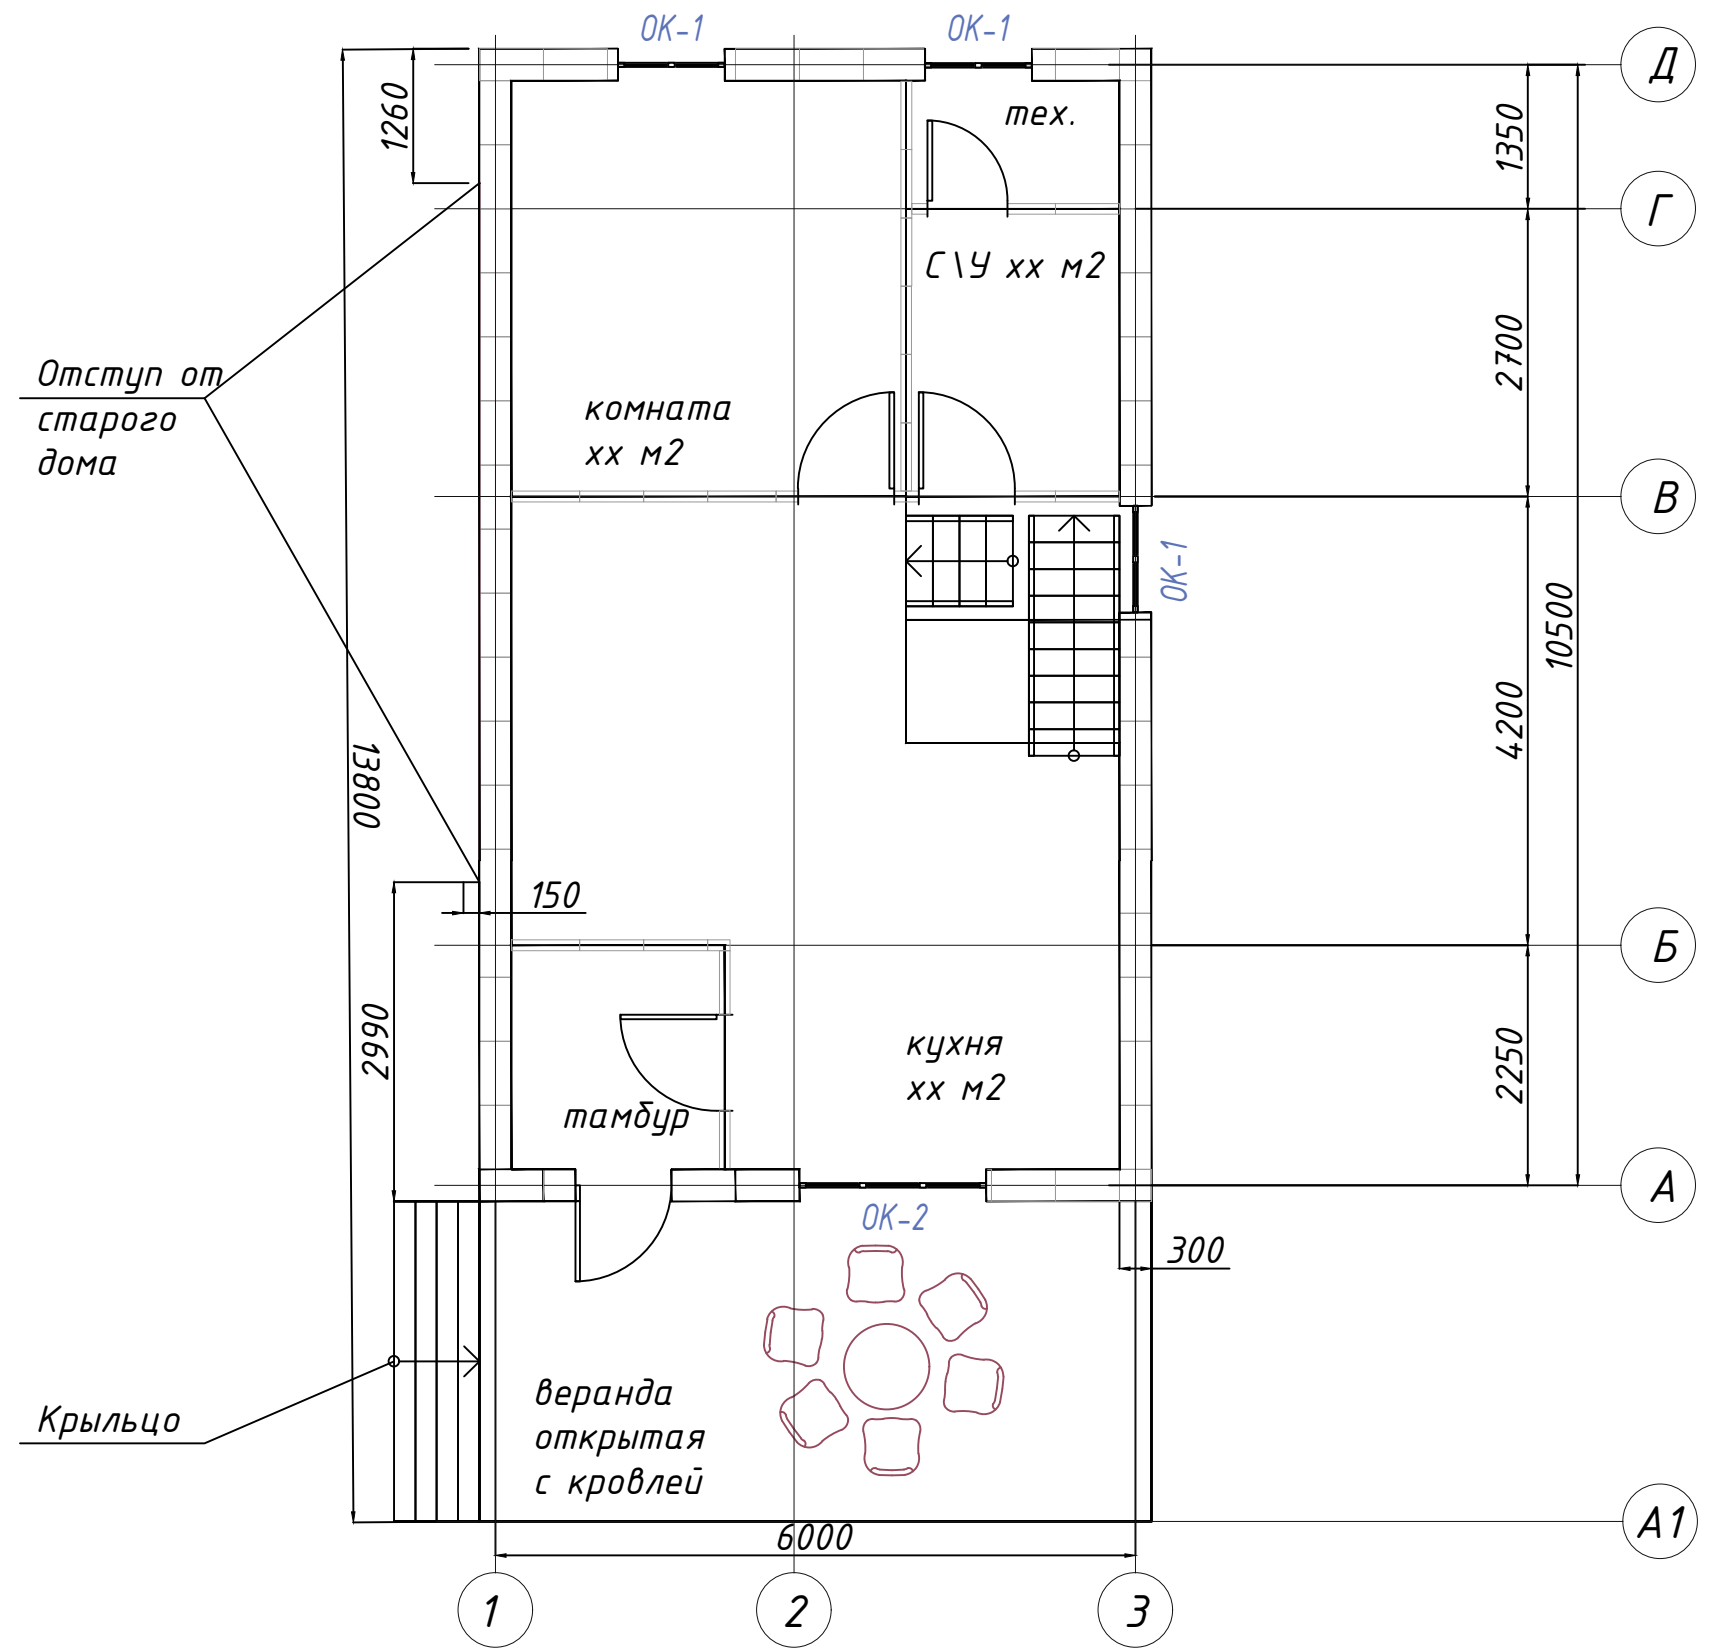 ОК-1
ОК-1
Д
1260
1350
тех.
Г
С\У хх м2
2700
Отступ от
старого
дома
комната
хх м2
В
ОК-1
10500
4200
13800
150
Б
2990
2250
кухня
хх м2
тамбур
А
ОК-2
300
веранда
открытая
с кровлей
Крыльцо
А1
6000
1
2
3